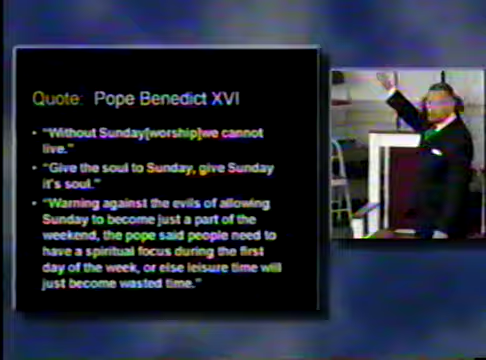 Quote: Pope Benedict XVI
• "Without Sunday[worship]we cannot
live."
• "Give the soul to Sunday, give Sunday
it's soul."
• "Warning against the evils of allowing
Sunday to become just a part of the
weekend, the pope said people need to
have a spiritual focus during the first
day of the week, or else leisure time will
just become wasted time."